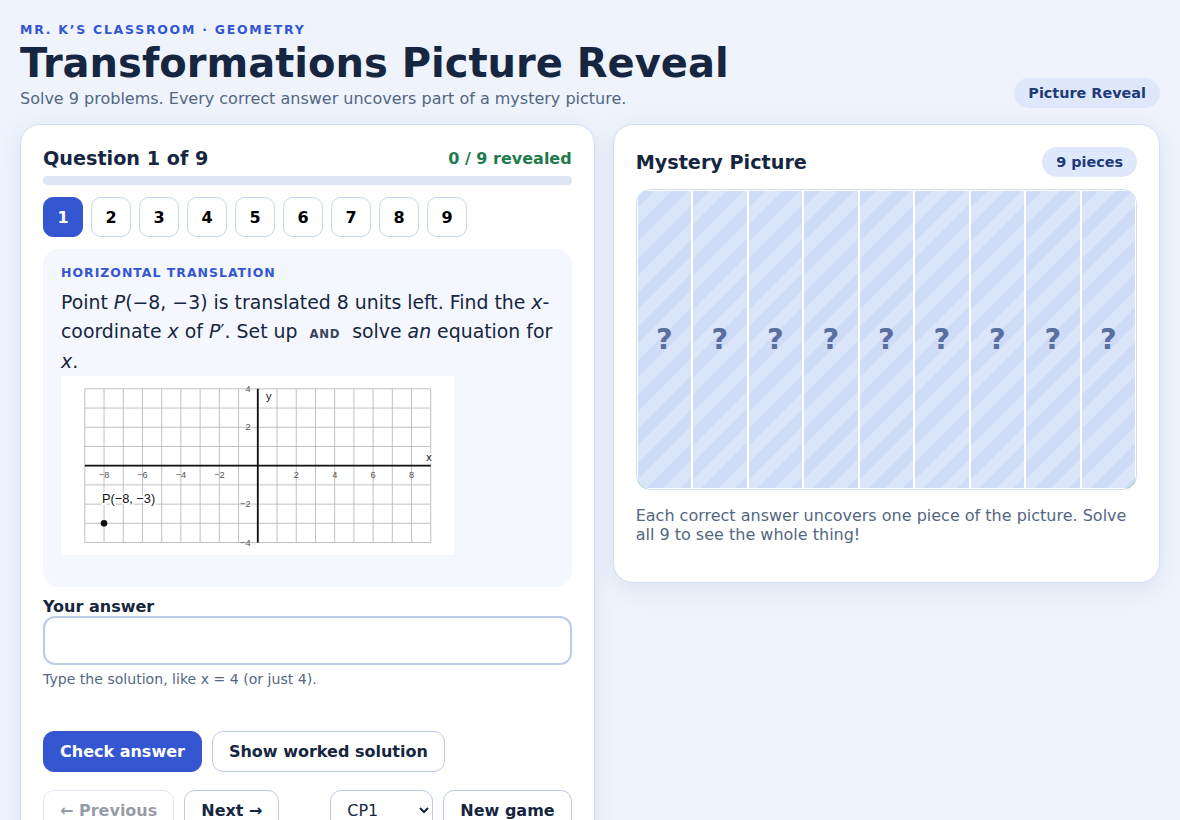 MR. K’S CLASSROOM · GEOMETRY
Transformations Picture Reveal
Solve 9 problems. Every correct answer uncovers part of a mystery picture.
Picture Reveal
Question 1 of 9
0 / 9 revealed
1 2 3 4 5 6 7 8 9
HORIZONTAL TRANSLATION
Point P(−8, −3) is translated 8 units left. Find the x-
coordinate x of P′. Set up AND solve an equation for
x.
4
y
2
x
−8 −6 −4 −2 2 4 6 8
P(−8, −3)
−2
−4
Your answer
Type the solution, like x = 4 (or just 4).
Check answer
Show worked solution
← Previous
Next →
CP1
New game
Mystery Picture
9 pieces
? ? ? ? ? ? ? ? ?
Each correct answer uncovers one piece of the picture. Solve
all 9 to see the whole thing!